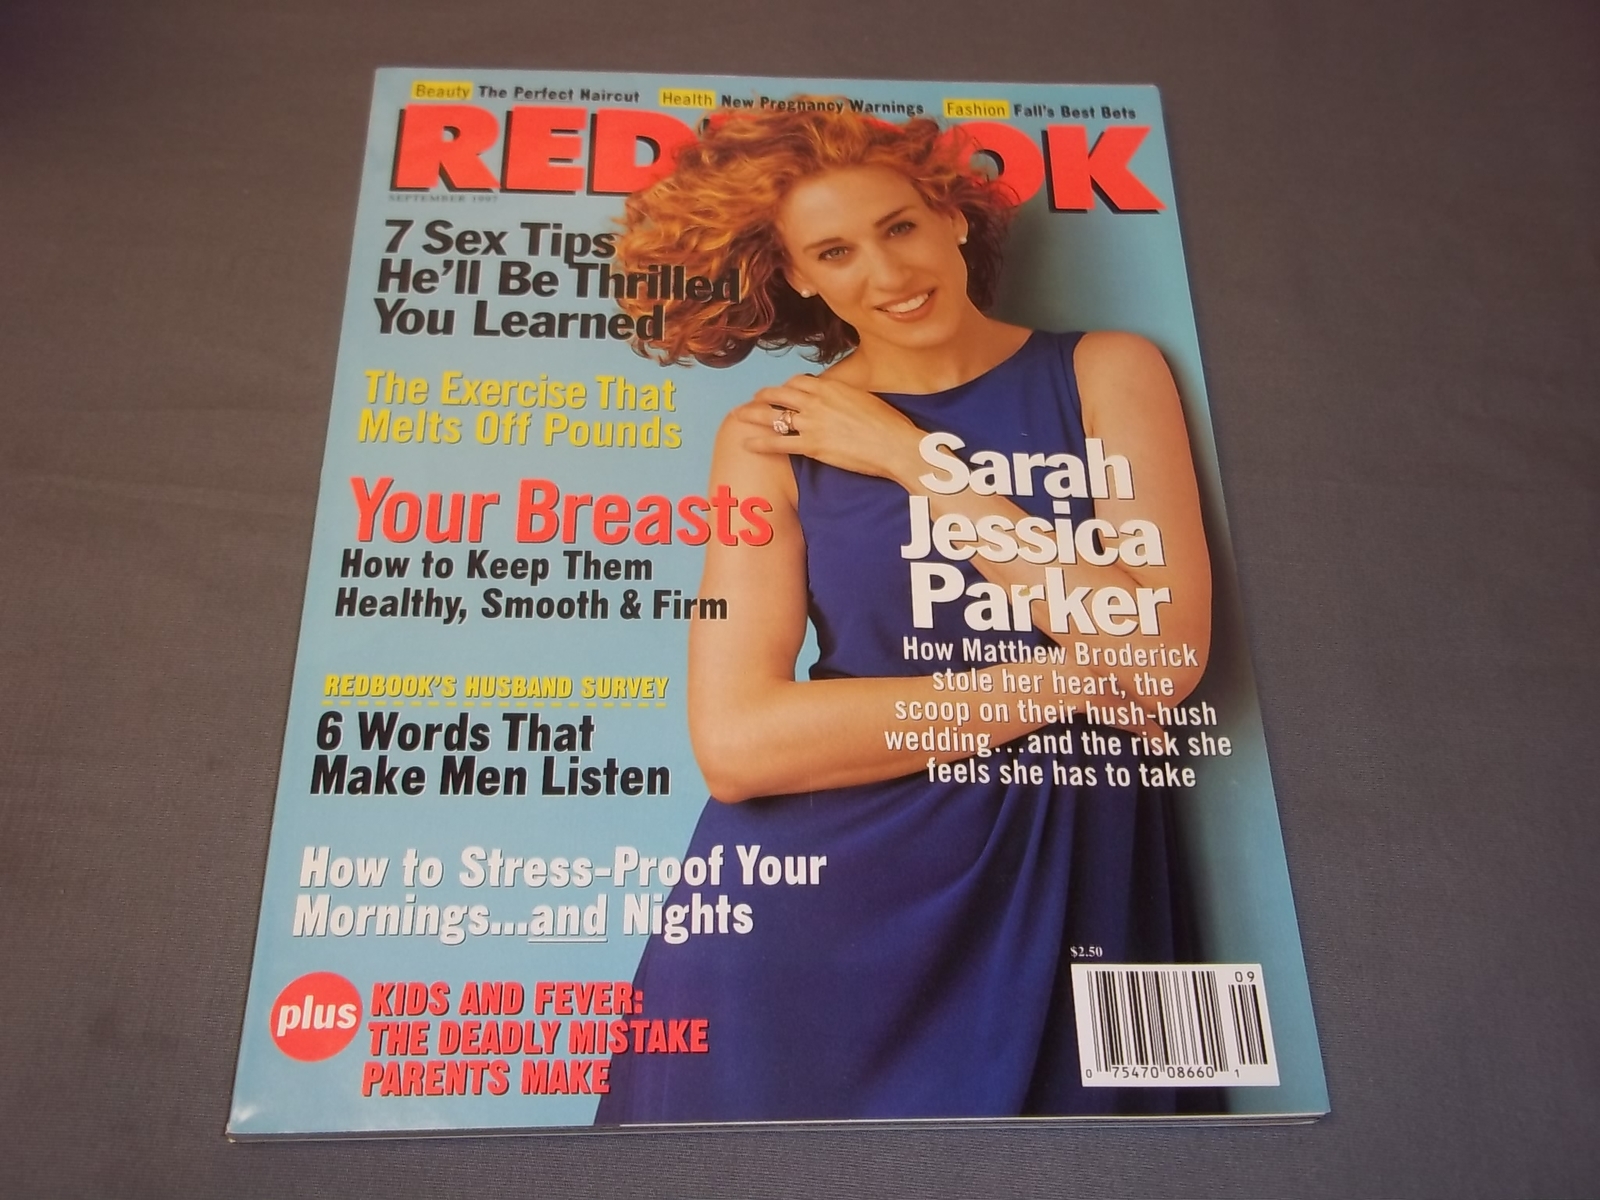 Beauty The Perfect Haircut Health New Pregnancy Warnings Fashion Fall's Best Bets
REDBOOK
SEPTEMBER 1997
7 Sex Tips
He'll Be Thrilled
You Learned
The Exercise That
Melts Off Pounds
Your Breasts
How to Keep Them
Healthy, Smooth & Firm
REDBOOK'S HUSBAND SURVEY
6 Words That
Make Men Listen
How to Stress-Proof Your
Mornings...and Nights
plus
KIDS AND FEVER:
THE DEADLY MISTAKE
PARENTS MAKE
Sarah
Jessica
Parker
How Matthew Broderick
stole her heart, the
scoop on their hush-hush
wedding...and the risk she
feels she has to take
$2.50
09
0 75470 08660 1